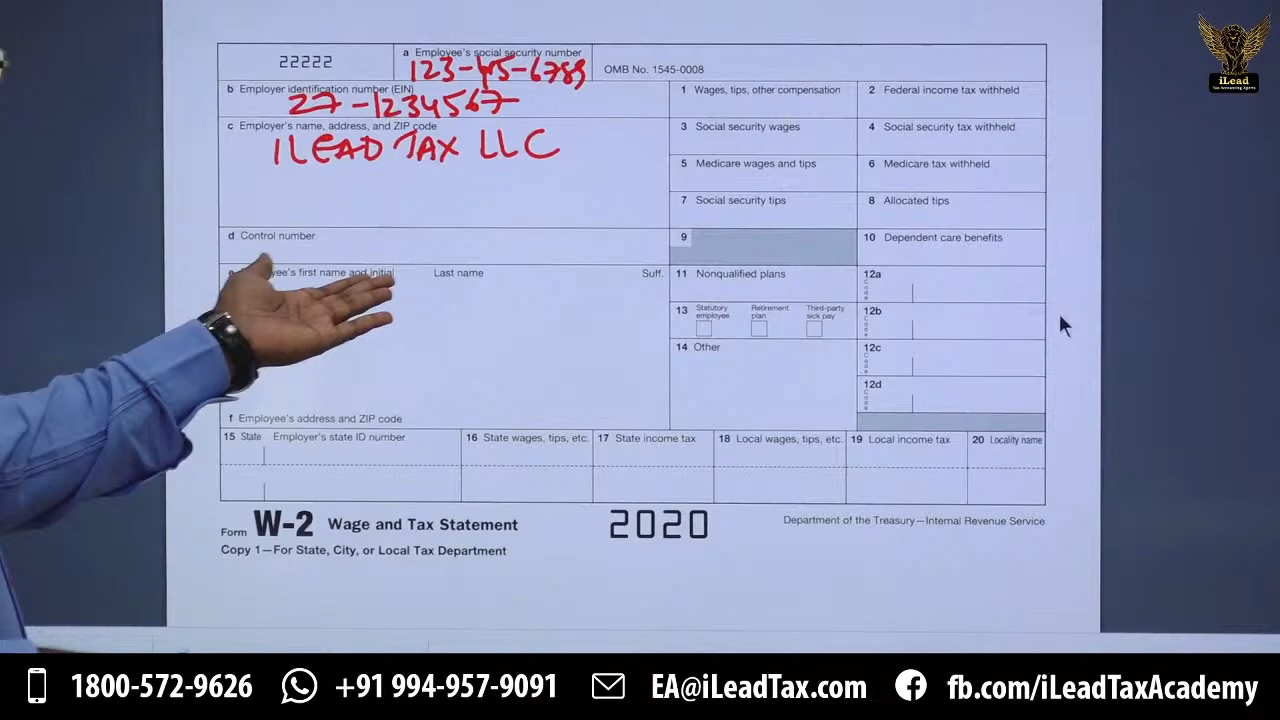 iLead
Tax Accounting Xperts
22222
a Employee's social security number
123-45-6789
OMB No. 1545-0008
b Employer identification number (EIN)
27-1234567
1 Wages, tips, other compensation
2 Federal income tax withheld
c Employer's name, address, and ZIP code
ILEAD TAX LLC
3 Social security wages
4 Social security tax withheld
5 Medicare wages and tips
6 Medicare tax withheld
7 Social security tips
8 Allocated tips
d Control number
9
10 Dependent care benefits
e yee's first name and initial
Last name
Suff.
11 Nonqualified plans
12a
Code
13 Statutory employee
Retirement plan
Third-party sick pay
12b
Code
14 Other
12c
Code
12d
Code
f Employee's address and ZIP code
15 State
Employer's state ID number
16 State wages, tips, etc.
17 State income tax
18 Local wages, tips, etc.
19 Local income tax
20 Locality name
Form W-2 Wage and Tax Statement
2020
Department of the Treasury—Internal Revenue Service
Copy 1—For State, City, or Local Tax Department
1800-572-9626
+91 994-957-9091
EA@iLeadTax.com
fb.com/iLeadTaxAcademy